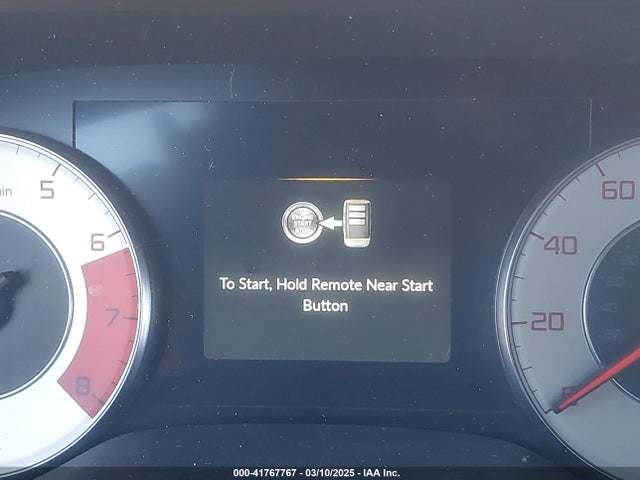 5
6
7
8
ENGINE
START
STOP
To Start, Hold Remote Near Start
Button
60
40
20
000-41767767 • 03/10/2025 • IAA Inc.